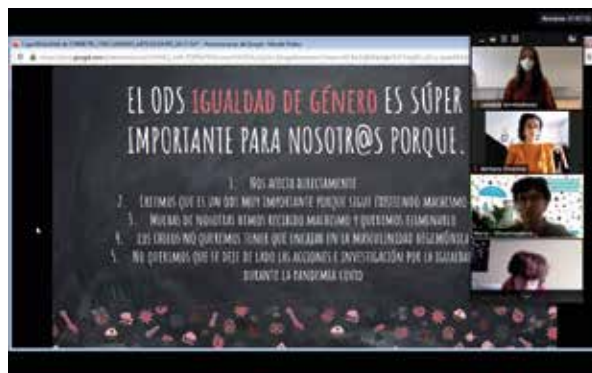 EL ODS IGUALDAD DE GÉNERO ES SÚPER
IMPORTANTE PARA NOSOTR@S PORQUE.
1. NOS AFECTA DIRECTAMENTE
2. CREEMOS QUE ES UN ODS MUY IMPORTANTE PORQUE SIGUE EXISTIENDO MACHISMO
3. MUCHAS DE NOSOTRAS HEMOS RECIBIDO MACHISMO Y QUEREMOS ELIMINARLO
4. LOS CHICOS NO QUEREMOS TENER QUE ENCAJAR EN LA MASCULINIDAD HEGEMÓNICA
5. NO QUEREMOS QUE SE DEJE DE LADO LAS ACCIONES E INVESTIGACIÓN POR LA IGUALDAD
DURANTE LA PANDEMIA COVID